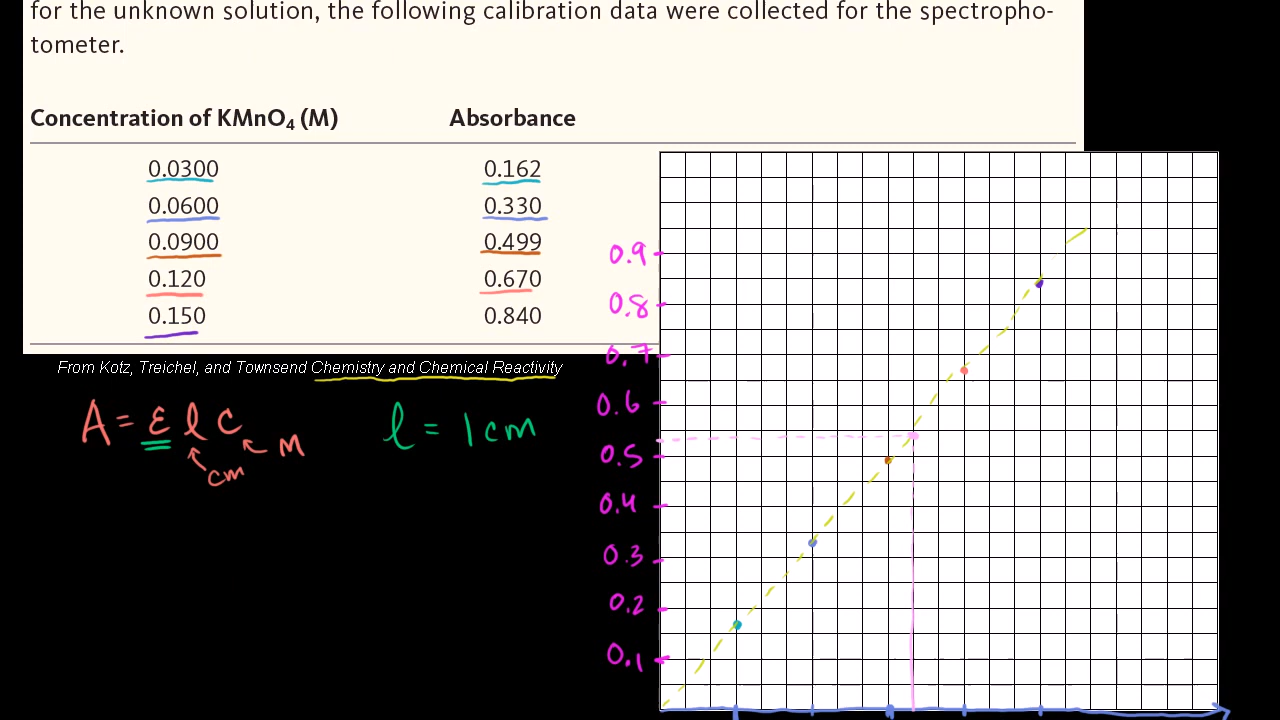 for the unknown solution, the following calibration data were collected for the spectropho-
tometer.
Concentration of KMnO₄ (M) Absorbance
0.0300 0.162
0.0600 0.330
0.0900 0.499
0.120 0.670
0.150 0.840
From Kotz, Treichel, and Townsend Chemistry and Chemical Reactivity
A = ε l c
cm
M
l = 1 cm
0.9
0.8
0.7
0.6
0.5
0.4
0.3
0.2
0.1